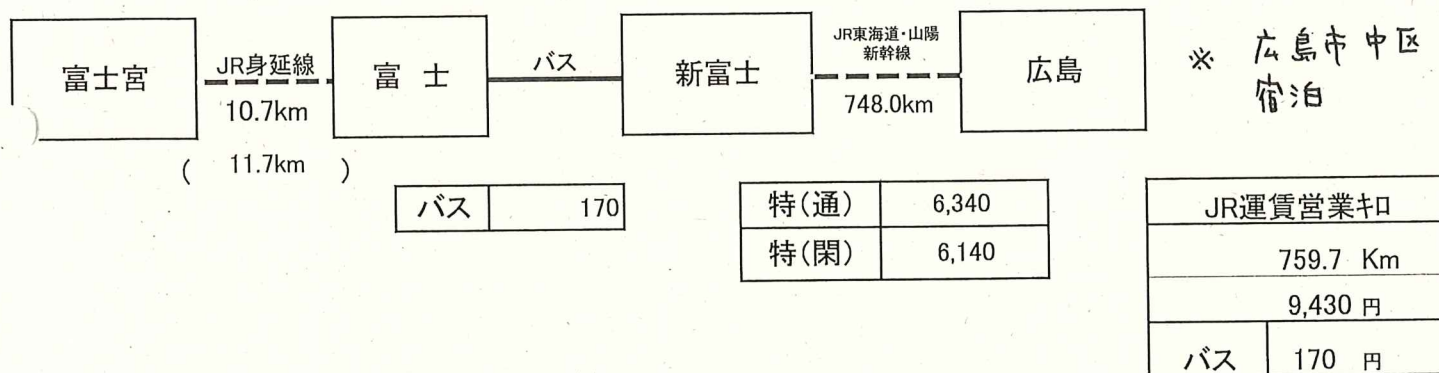 富士宮
JR身延線
10.7km
( 11.7km )
富 士
バス
新富士
JR東海道・山陽
新幹線
748.0km
広島
※ 広島市中区
宿泊
バス 170
特(通) 6,340
特(閑) 6,140
JR運賃営業キロ
759.7 Km
9,430 円
バス 170 円